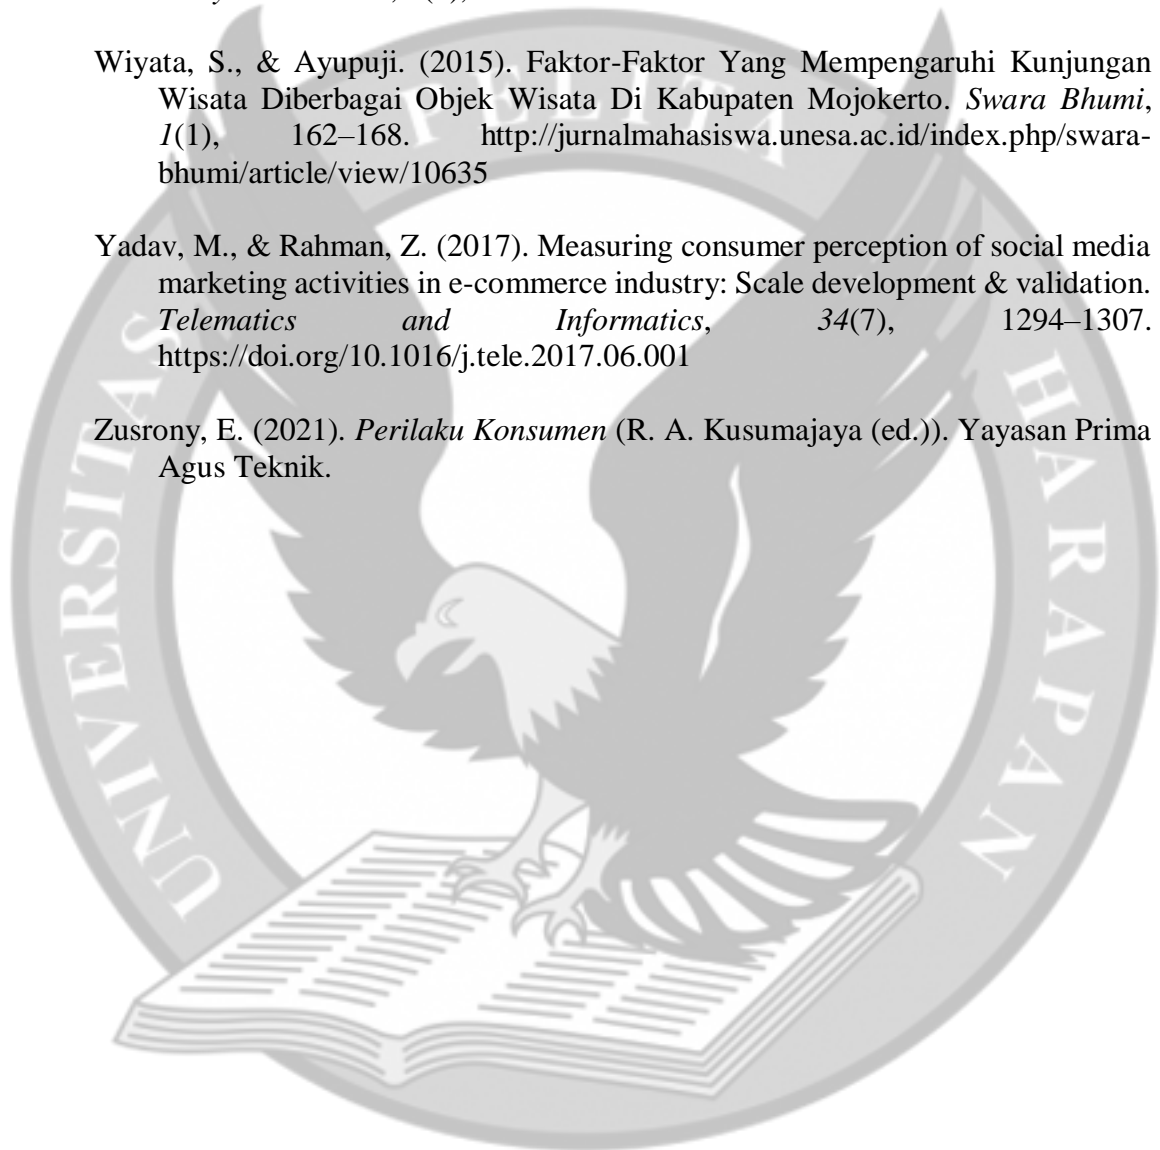 Wiyata, S., & Ayupuji. (2015). Faktor-Faktor Yang Mempengaruhi Kunjungan
Wisata Diberbagai Objek Wisata Di Kabupaten Mojokerto. Swara Bhumi,
1(1), 162–168. http://jurnalmahasiswa.unesa.ac.id/index.php/swara-
bhumi/article/view/10635
Yadav, M., & Rahman, Z. (2017). Measuring consumer perception of social media
marketing activities in e-commerce industry: Scale development & validation.
Telematics and Informatics, 34(7), 1294–1307.
https://doi.org/10.1016/j.tele.2017.06.001
Zusrony, E. (2021). Perilaku Konsumen (R. A. Kusumajaya (ed.)). Yayasan Prima
Agus Teknik.
UNIVERSITAS PELITA HARAPAN